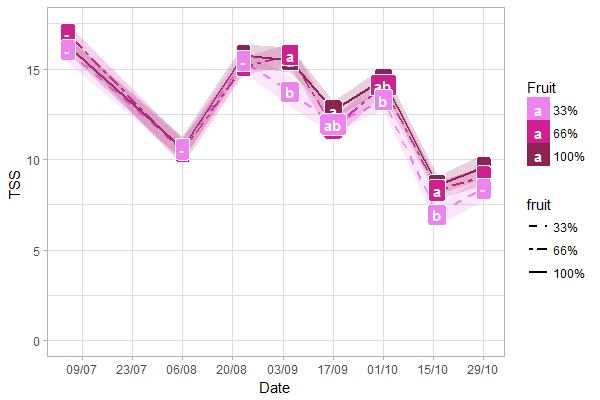 15
10
5
0
TSS
-
-
-
-
a
b
a
ab
ab
b
a
b
-
09/07 23/07 06/08 20/08 03/09 17/09 01/10 15/10 29/10
Date
Fruit
a 33%
a 66%
a 100%
fruit
33%
66%
100%